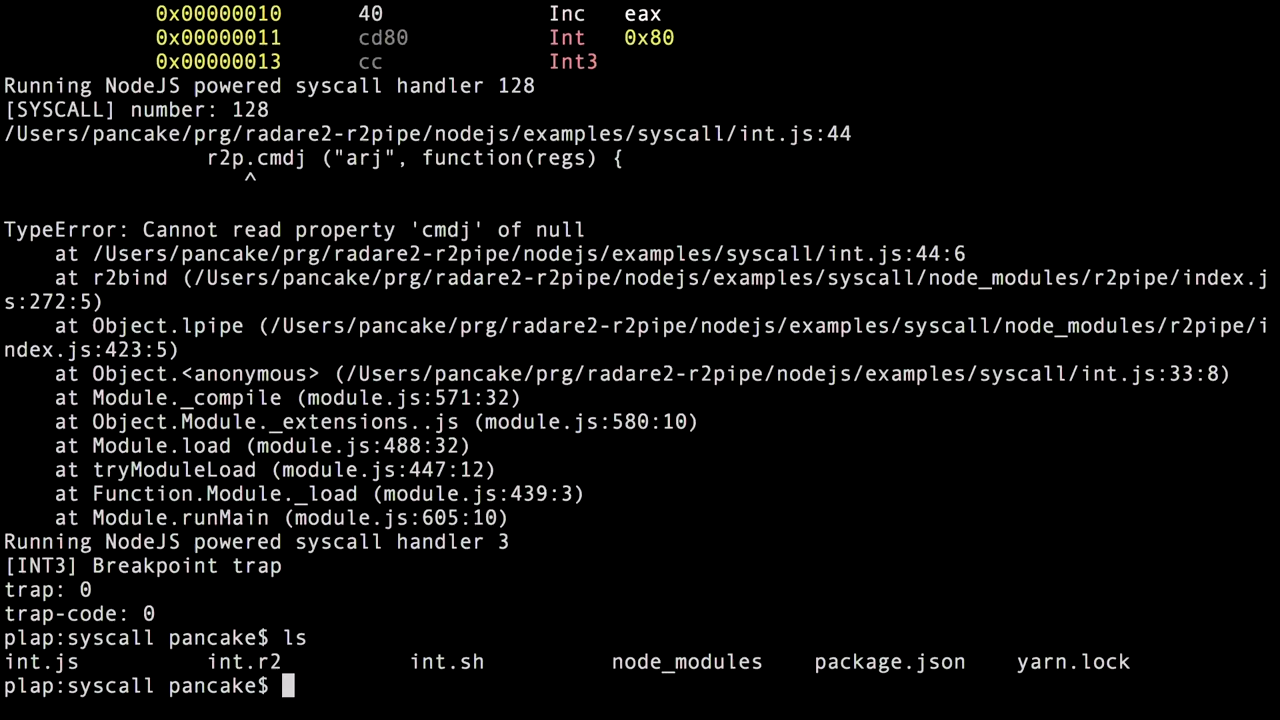 0x00000010 40 Inc eax
0x00000011 cd80 Int 0x80
0x00000013 cc Int3
Running NodeJS powered syscall handler 128
[SYSCALL] number: 128
/Users/pancake/prg/radare2-r2pipe/nodejs/examples/syscall/int.js:44
r2p.cmdj ("arj", function(regs) {
^
TypeError: Cannot read property 'cmdj' of null
at /Users/pancake/prg/radare2-r2pipe/nodejs/examples/syscall/int.js:44:6
at r2bind (/Users/pancake/prg/radare2-r2pipe/nodejs/examples/syscall/node_modules/r2pipe/index.j
s:272:5)
at Object.lpipe (/Users/pancake/prg/radare2-r2pipe/nodejs/examples/syscall/node_modules/r2pipe/i
ndex.js:423:5)
at Object.<anonymous> (/Users/pancake/prg/radare2-r2pipe/nodejs/examples/syscall/int.js:33:8)
at Module._compile (module.js:571:32)
at Object.Module._extensions..js (module.js:580:10)
at Module.load (module.js:488:32)
at tryModuleLoad (module.js:447:12)
at Function.Module._load (module.js:439:3)
at Module.runMain (module.js:605:10)
Running NodeJS powered syscall handler 3
[INT3] Breakpoint trap
trap: 0
trap-code: 0
plap:syscall pancake$ ls
int.js int.r2 int.sh node_modules package.json yarn.lock
plap:syscall pancake$